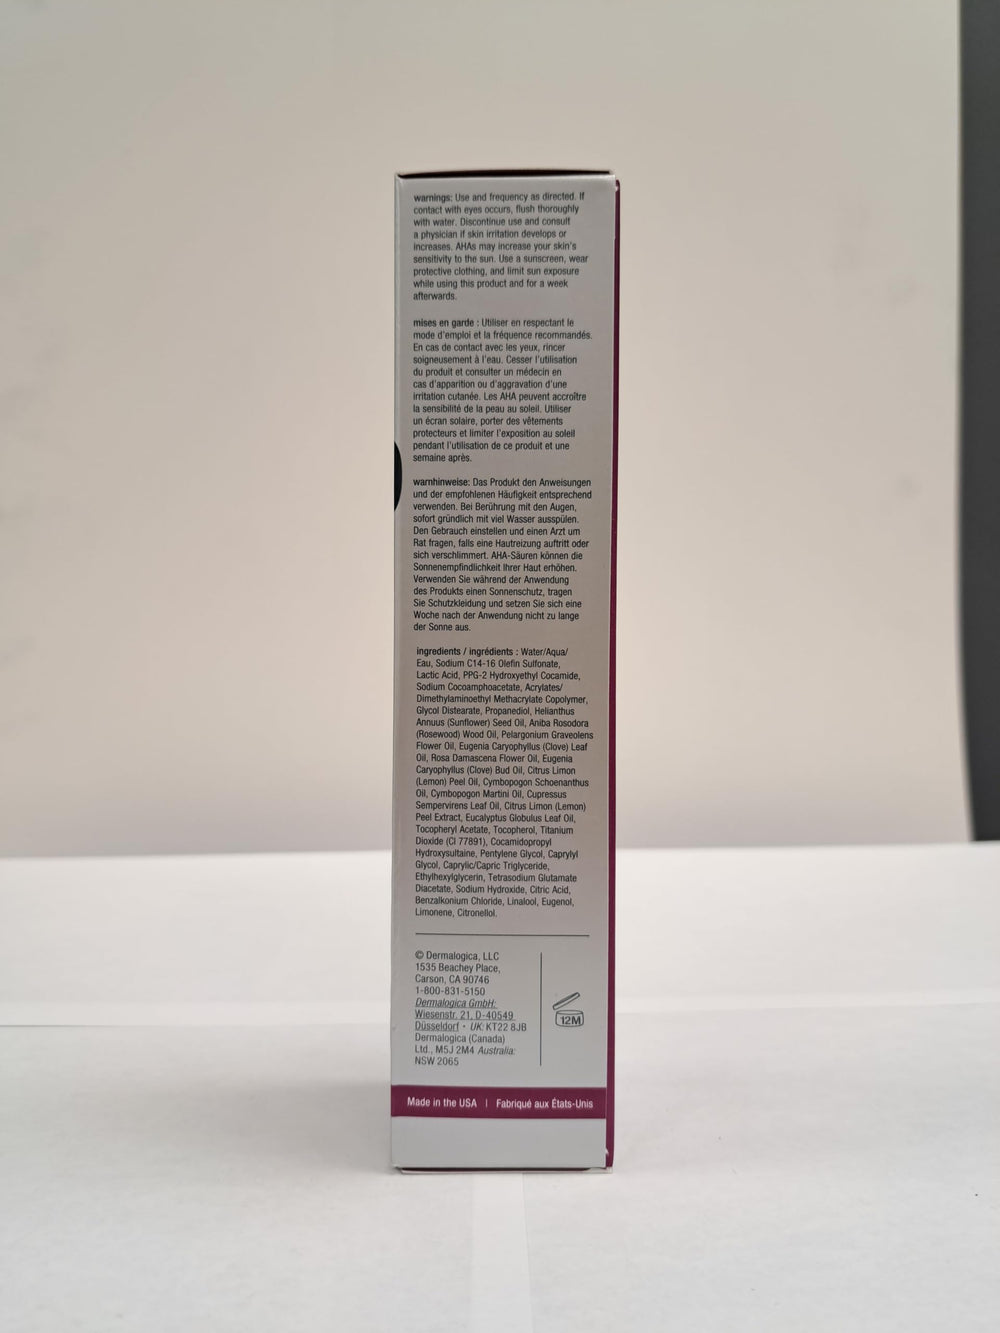 warnings: Use and frequency as directed. If
contact with eyes occurs, flush thoroughly
with water. Discontinue use and consult
a physician if skin irritation develops or
increases. AHAs may increase your skin's
sensitivity to the sun. Use a sunscreen, wear
protective clothing, and limit sun exposure
while using this product and for a week
afterwards.
mises en garde : Utiliser en respectant le
mode d'emploi et la fréquence recommandés.
En cas de contact avec les yeux, rincer
soigneusement à l'eau. Cesser l'utilisation
du produit et consulter un médecin en
cas d'apparition ou d'aggravation d'une
irritation cutanée. Les AHA peuvent accroître
la sensibilité de la peau au soleil. Utiliser
un écran solaire, porter des vêtements
protecteurs et limiter l'exposition au soleil
pendant l'utilisation de ce produit et une
semaine après.
warnhinweise: Das Produkt den Anweisungen
und der empfohlenen Häufigkeit entsprechend
verwenden. Bei Berührung mit den Augen,
sofort gründlich mit viel Wasser ausspülen.
Den Gebrauch einstellen und einen Arzt um
Rat fragen, falls eine Hautreizung auftritt oder
sich verschlimmert. AHA-Säuren können die
Sonnenempfindlichkeit Ihrer Haut erhöhen.
Verwenden Sie während der Anwendung
des Produkts einen Sonnenschutz, tragen
Sie Schutzkleidung und setzen Sie sich eine
Woche nach der Anwendung nicht zu lange
der Sonne aus.
ingredients / ingrédients : Water/Aqua/
Eau, Sodium C14-16 Olefin Sulfonate,
Lactic Acid, PPG-2 Hydroxyethyl Cocamide,
Sodium Cocoamphoacetate, Acrylates/
Dimethylaminoethyl Methacrylate Copolymer,
Glycol Distearate, Propanediol, Helianthus
Annuus (Sunflower) Seed Oil, Aniba Rosodora
(Rosewood) Wood Oil, Pelargonium Graveolens
Flower Oil, Eugenia Caryophyllus (Clove) Leaf
Oil, Rosa Damascena Flower Oil, Eugenia
Caryophyllus (Clove) Bud Oil, Citrus Limon
(Lemon) Peel Oil, Cymbopogon Schoenanthus
Oil, Cymbopogon Martini Oil, Cupressus
Sempervirens Leaf Oil, Citrus Limon (Lemon)
Peel Extract, Eucalyptus Globulus Leaf Oil,
Tocopheryl Acetate, Tocopherol, Titanium
Dioxide (CI 77891), Cocamidopropyl
Hydroxysultaine, Pentylene Glycol, Caprylyl
Glycol, Caprylic/Capric Triglyceride,
Ethylhexylglycerin, Tetrasodium Glutamate
Diacetate, Sodium Hydroxide, Citric Acid,
Benzalkonium Chloride, Linalool, Eugenol,
Limonene, Citronellol.
© Dermalogica, LLC
1535 Beachey Place,
Carson, CA 90746
1-800-831-5150
Dermalogica GmbH:
Wiesenstr. 21, D-40549
Düsseldorf • UK: KT22 8JB
Dermalogica (Canada)
Ltd., M5J 2M4 Australia:
NSW 2065
12M
Made in the USA | Fabriqué aux États-Unis